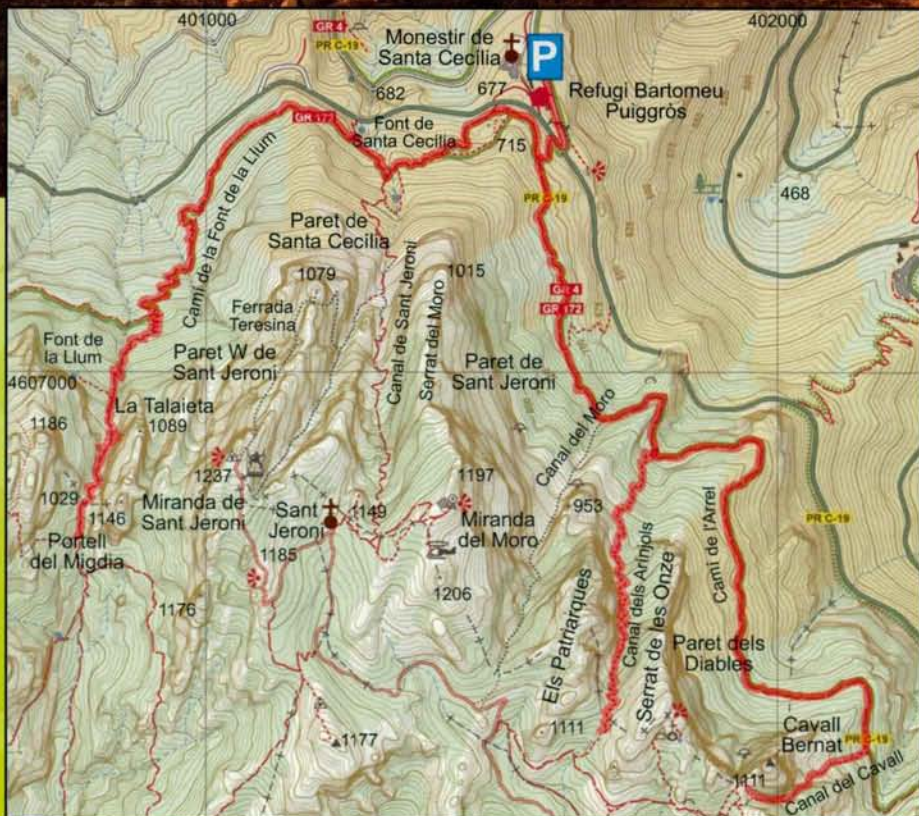 401000
402000
GR 4
PR C-19
Monestir de
Santa Cecília
P
682
677
Refugi Bartomeu
Puiggròs
GR 172
Font de
Santa Cecília
715
Camí de la Font de la Llum
PR C-19
468
Paret de
Santa Cecília
1079
1015
Canal de Sant Jeroni
Serrat del Moro
GR 4
GR 172
Ferrada
Teresina
Font de
la Llum
Paret W de
Sant Jeroni
Paret de
Sant Jeroni
4607000
La Talaieta
1089
1186
Canal del Moro
1237
1197
1029
1146
Miranda de
Sant Jeroni
Sant
Jeroni
1149
953
Miranda
del Moro
PR C-19
Portell
del Migdia
1185
Camí de l'Arrel
Canal dels Arinjols
Serrat de les Onze
Els Patriarques
1206
1176
Paret dels
Diables
1111
1177
Cavall
Bernat
PR C-19
1111
Canal del Cavall